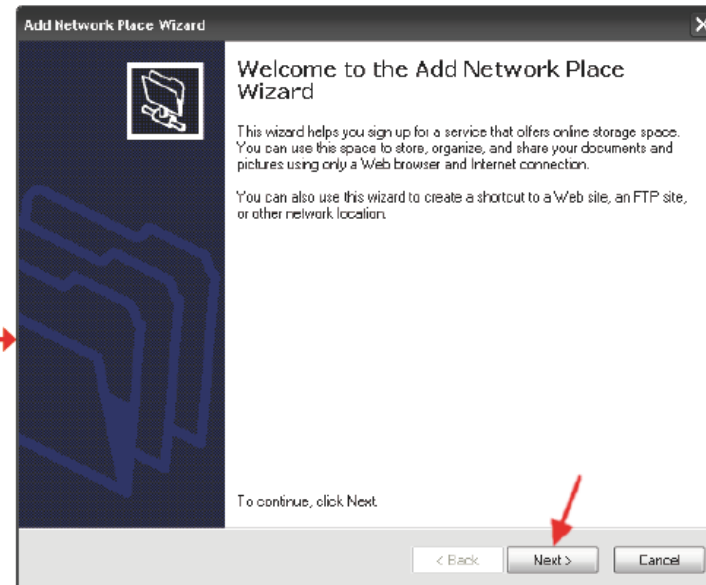 Add Network Place Wizard
Welcome to the Add Network Place
Wizard
This wizard helps you sign up for a service that offers online storage space.
You can use this space to store, organize, and share your documents and
pictures using only a Web browser and Internet connection.
You can also use this wizard to create a shortcut to a Web site, an FTP site,
or other network location.
To continue, click Next.
< Back
Next >
Cancel